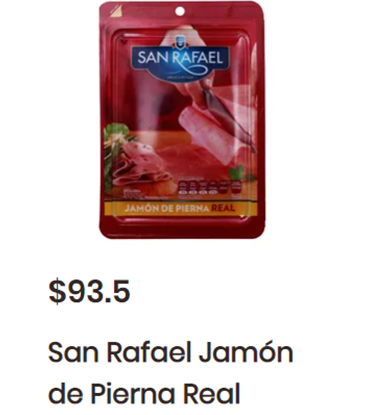 SAN RAFAEL
JAMÓN DE PIERNA REAL
$93.5
San Rafael Jamón
de Pierna Real